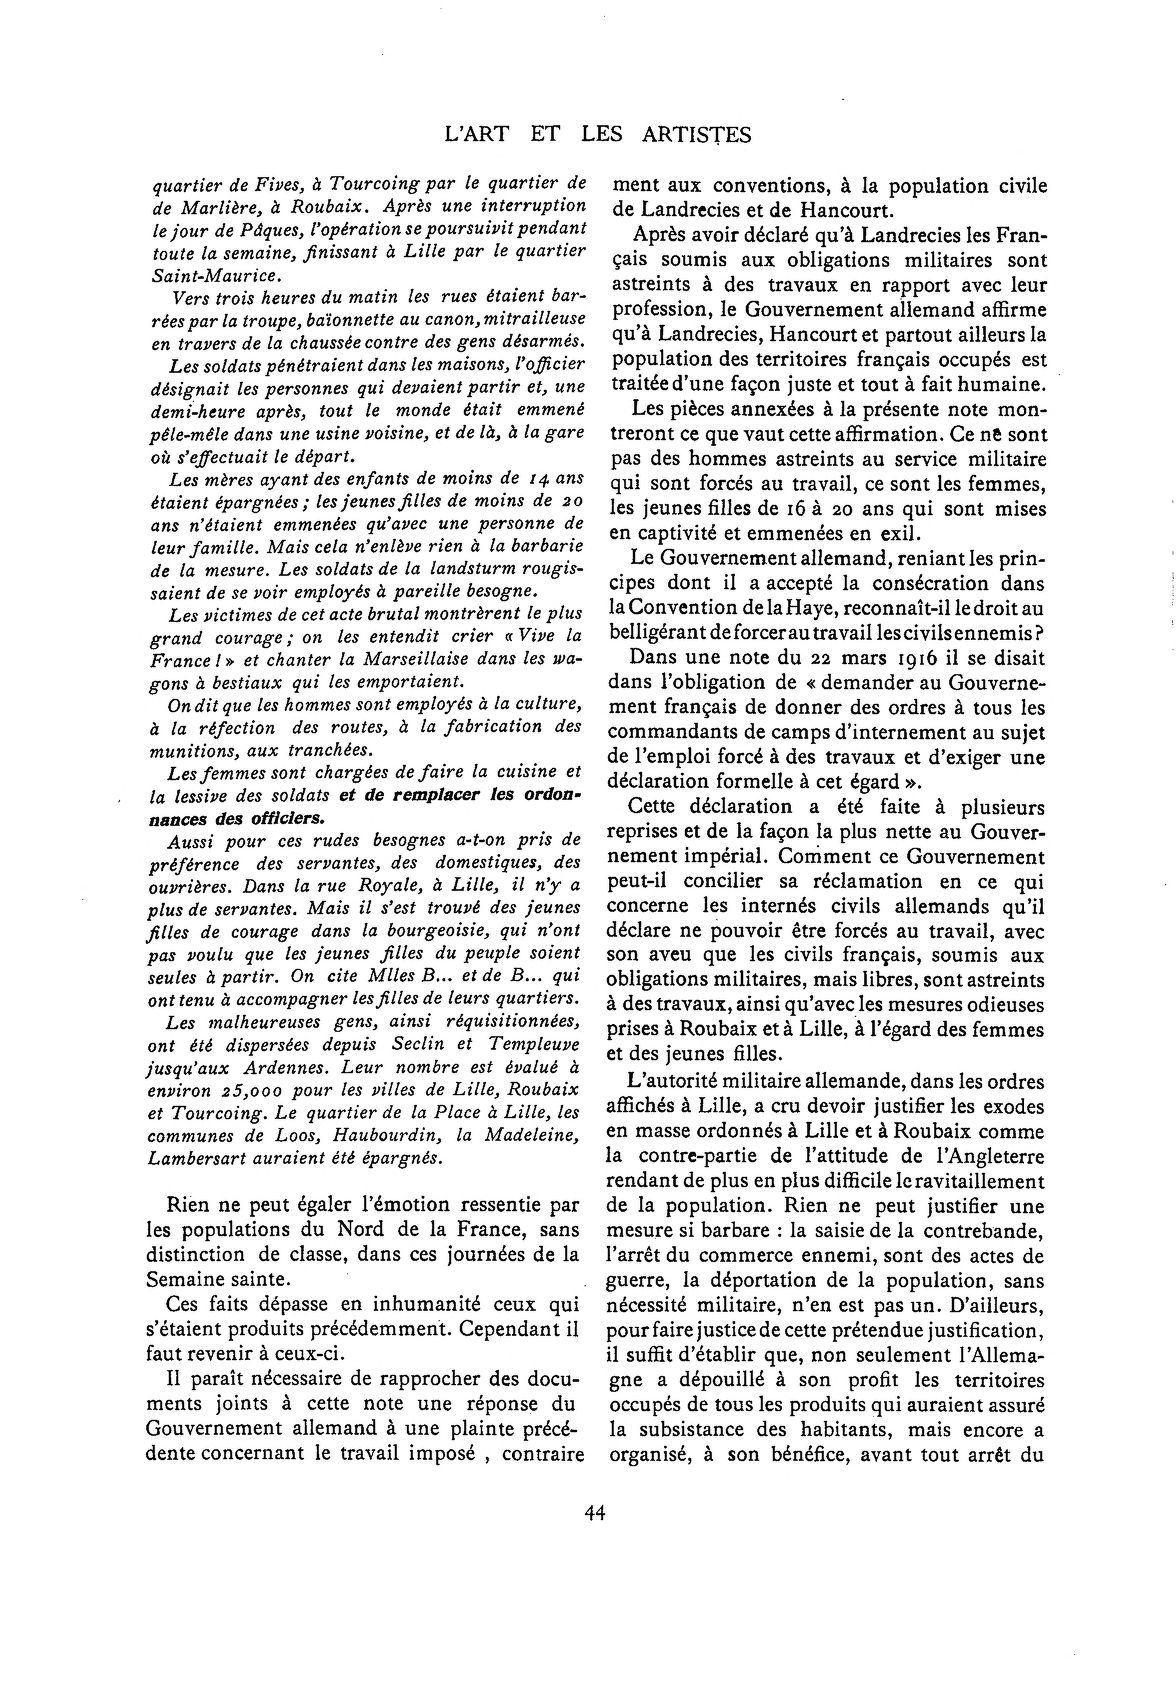 L'ART ET LES ARTISTES
quartier de Fives, à Tourcoing par le quartier de
de Marlière, à Roubaix. Après une interruption
le jour de Pâques, l'opération se poursuivit pendant
toute la semaine, finissant à Lille par le quartier
Saint-Maurice.
Vers trois heures du matin les rues étaient bar-
rées par la troupe, baïonnette au canon, mitrailleuse
en travers de la chaussée contre des gens désarmés.
Les soldats pénétraient dans les maisons, l'officier
désignait les personnes qui devaient partir et, une
demi-heure après, tout le monde était emmené
pêle-mêle dans une usine voisine, et de là, à la gare
où s'effectuait le départ.
Les mères ayant des enfants de moins de 14 ans
étaient épargnées ; les jeunes filles de moins de 20
ans n'étaient emmenées qu'avec une personne de
leur famille. Mais cela n'enlève rien à la barbarie
de la mesure. Les soldats de la landsturm rougis-
saient de se voir employés à pareille besogne.
Les victimes de cet acte brutal montrèrent le plus
grand courage ; on les entendit crier « Vive la
France ! » et chanter la Marseillaise dans les wa-
gons à bestiaux qui les emportaient.
On dit que les hommes sont employés à la culture,
à la réfection des routes, à la fabrication des
munitions, aux tranchées.
Les femmes sont chargées de faire la cuisine et
la lessive des soldats et de remplacer les ordon-
nances des officiers.
Aussi pour ces rudes besognes a-t-on pris de
préférence des servantes, des domestiques, des
ouvrières. Dans la rue Royale, à Lille, il n'y a
plus de servantes. Mais il s'est trouvé des jeunes
filles de courage dans la bourgeoisie, qui n'ont
pas voulu que les jeunes filles du peuple soient
seules à partir. On cite Mlles B... et de B... qui
ont tenu à accompagner les filles de leurs quartiers.
Les malheureuses gens, ainsi réquisitionnées,
ont été dispersées depuis Seclin et Templeuve
jusqu'aux Ardennes. Leur nombre est évalué à
environ 25,000 pour les villes de Lille, Roubaix
et Tourcoing. Le quartier de la Place à Lille, les
communes de Loos, Haubourdin, la Madeleine,
Lambersart auraient été épargnés.
Rien ne peut égaler l'émotion ressentie par
les populations du Nord de la France, sans
distinction de classe, dans ces journées de la
Semaine sainte.
Ces faits dépasse en inhumanité ceux qui
s'étaient produits précédemment. Cependant il
faut revenir à ceux-ci.
Il paraît nécessaire de rapprocher des docu-
ments joints à cette note une réponse du
Gouvernement allemand à une plainte précé-
dente concernant le travail imposé , contraire
ment aux conventions, à la population civile
de Landrecies et de Hancourt.
Après avoir déclaré qu'à Landrecies les Fran-
çais soumis aux obligations militaires sont
astreints à des travaux en rapport avec leur
profession, le Gouvernement allemand affirme
qu'à Landrecies, Hancourt et partout ailleurs la
population des territoires français occupés est
traitée d'une façon juste et tout à fait humaine.
Les pièces annexées à la présente note mon-
treront ce que vaut cette affirmation. Ce ne sont
pas des hommes astreints au service militaire
qui sont forcés au travail, ce sont les femmes,
les jeunes filles de 16 à 20 ans qui sont mises
en captivité et emmenées en exil.
Le Gouvernement allemand, reniant les prin-
cipes dont il a accepté la consécration dans
la Convention de la Haye, reconnaît-il le droit au
belligérant de forcer au travail les civils ennemis ?
Dans une note du 22 mars 1916 il se disait
dans l'obligation de « demander au Gouverne-
ment français de donner des ordres à tous les
commandants de camps d'internement au sujet
de l'emploi forcé à des travaux et d'exiger une
déclaration formelle à cet égard ».
Cette déclaration a été faite à plusieurs
reprises et de la façon la plus nette au Gouver-
nement impérial. Comment ce Gouvernement
peut-il concilier sa réclamation en ce qui
concerne les internés civils allemands qu'il
déclare ne pouvoir être forcés au travail, avec
son aveu que les civils français, soumis aux
obligations militaires, mais libres, sont astreints
à des travaux, ainsi qu'avec les mesures odieuses
prises à Roubaix et à Lille, à l'égard des femmes
et des jeunes filles.
L'autorité militaire allemande, dans les ordres
affichés à Lille, a cru devoir justifier les exodes
en masse ordonnés à Lille et à Roubaix comme
la contre-partie de l'attitude de l'Angleterre
rendant de plus en plus difficile le ravitaillement
de la population. Rien ne peut justifier une
mesure si barbare : la saisie de la contrebande,
l'arrêt du commerce ennemi, sont des actes de
guerre, la déportation de la population, sans
nécessité militaire, n'en est pas un. D'ailleurs,
pour faire justice de cette prétendue justification,
il suffit d'établir que, non seulement l'Allema-
gne a dépouillé à son profit les territoires
occupés de tous les produits qui auraient assuré
la subsistance des habitants, mais encore a
organisé, à son bénéfice, avant tout arrêt du
44